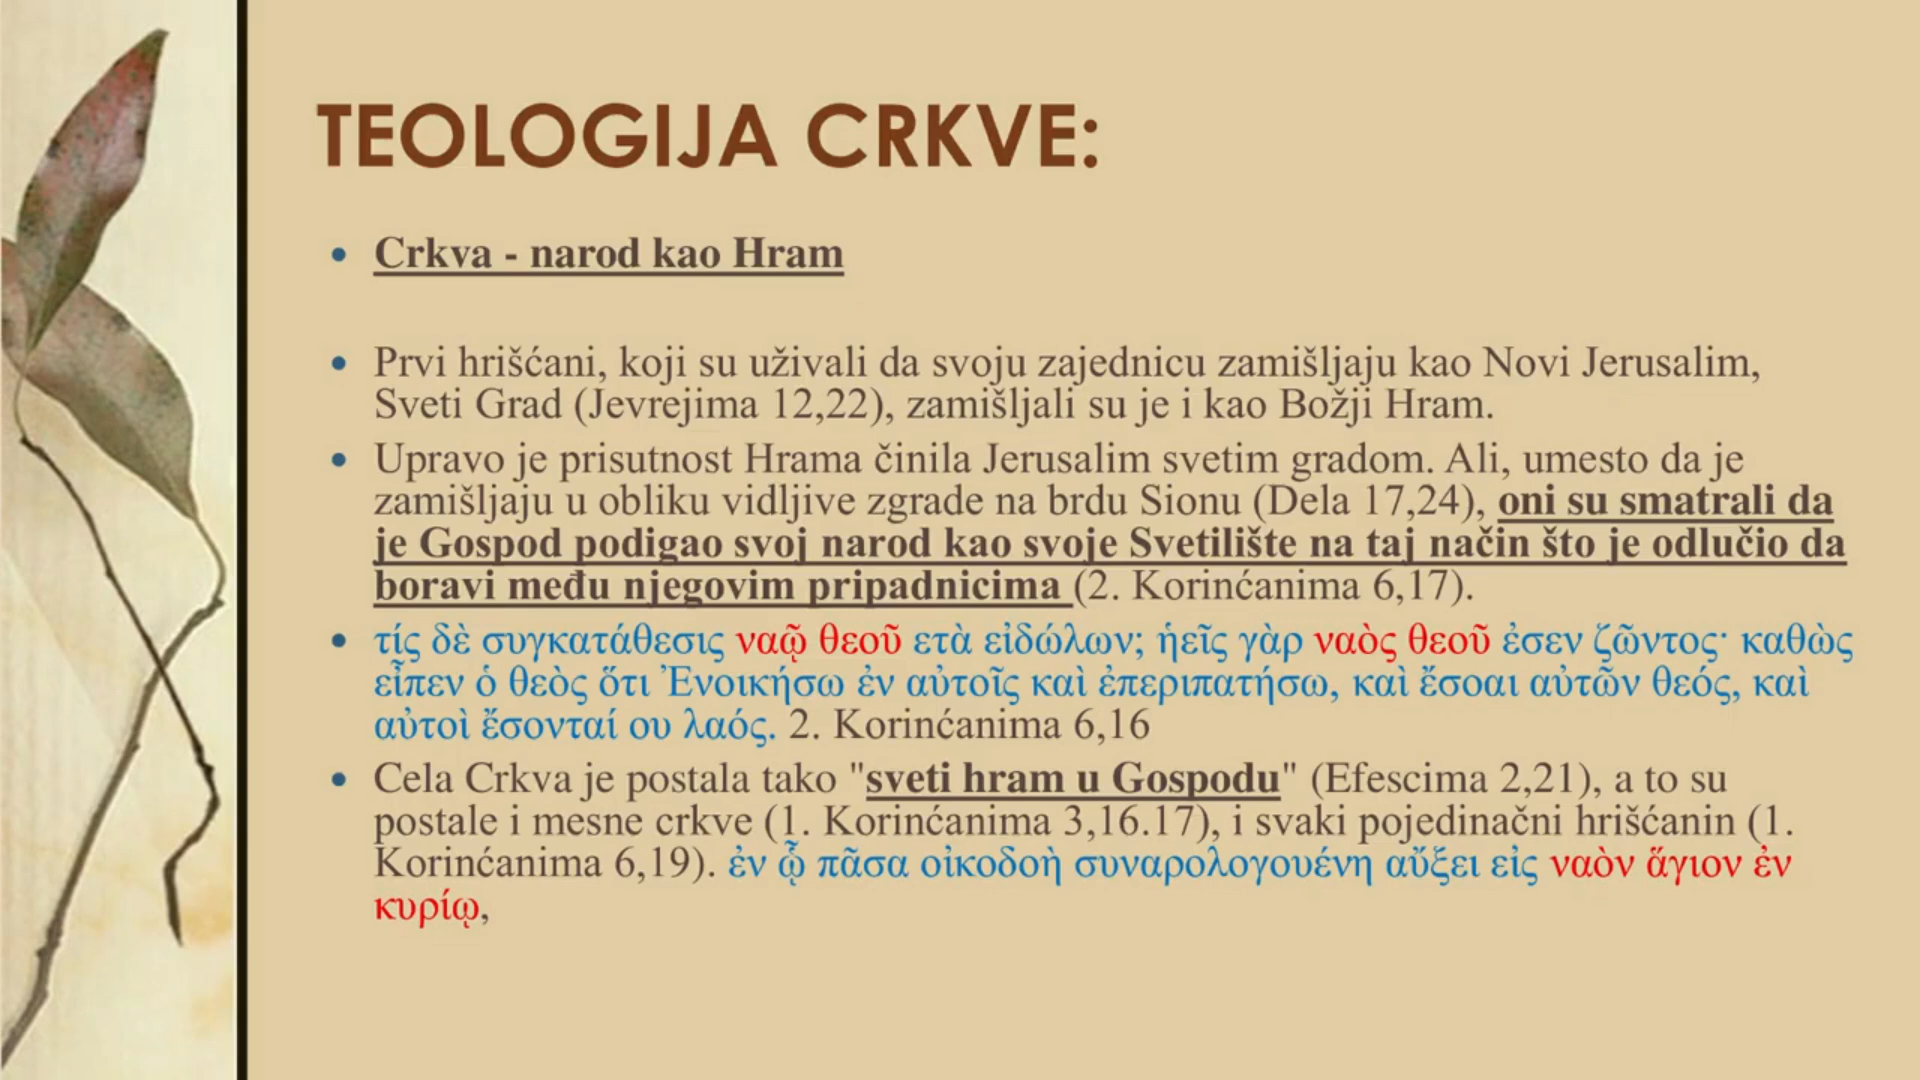 TEOLOGIJA CRKVE:
• Crkva - narod kao Hram
• Prvi hrišćani, koji su uživali da svoju zajednicu zamišljaju kao Novi Jerusalim,
Sveti Grad (Jevrejima 12,22), zamišljali su je i kao Božji Hram.
• Upravo je prisutnost Hrama činila Jerusalim svetim gradom. Ali, umesto da je
zamišljaju u obliku vidljive zgrade na brdu Sionu (Dela 17,24), oni su smatrali da
je Gospod podigao svoj narod kao svoje Svetilište na taj način što je odlučio da
boravi među njegovim pripadnicima (2. Korinćanima 6,17).
• τίς δὲ συγκατάθεσις ναῷ θεοῦ ετὰ εἰδώλων; ἡεῖς γὰρ ναὸς θεοῦ ἐσεν ζῶντος· καθὼς
εἶπεν ὁ θεὸς ὅτι Ἐνοικήσω ἐν αὐτοῖς καὶ ἐπεριπατήσω, καὶ ἔσοαι αὐτῶν θεός, καὶ
αὐτοὶ ἔσονταί ου λαός. 2. Korinćanima 6,16
• Cela Crkva je postala tako "sveti hram u Gospodu" (Efescima 2,21), a to su
postale i mesne crkve (1. Korinćanima 3,16.17), i svaki pojedinačni hrišćanin (1.
Korinćanima 6,19). ἐν ᾧ πᾶσα οἰκοδοὴ συναρολογουένη αὔξει εἰς ναὸν ἅγιον ἐν
κυρίῳ,